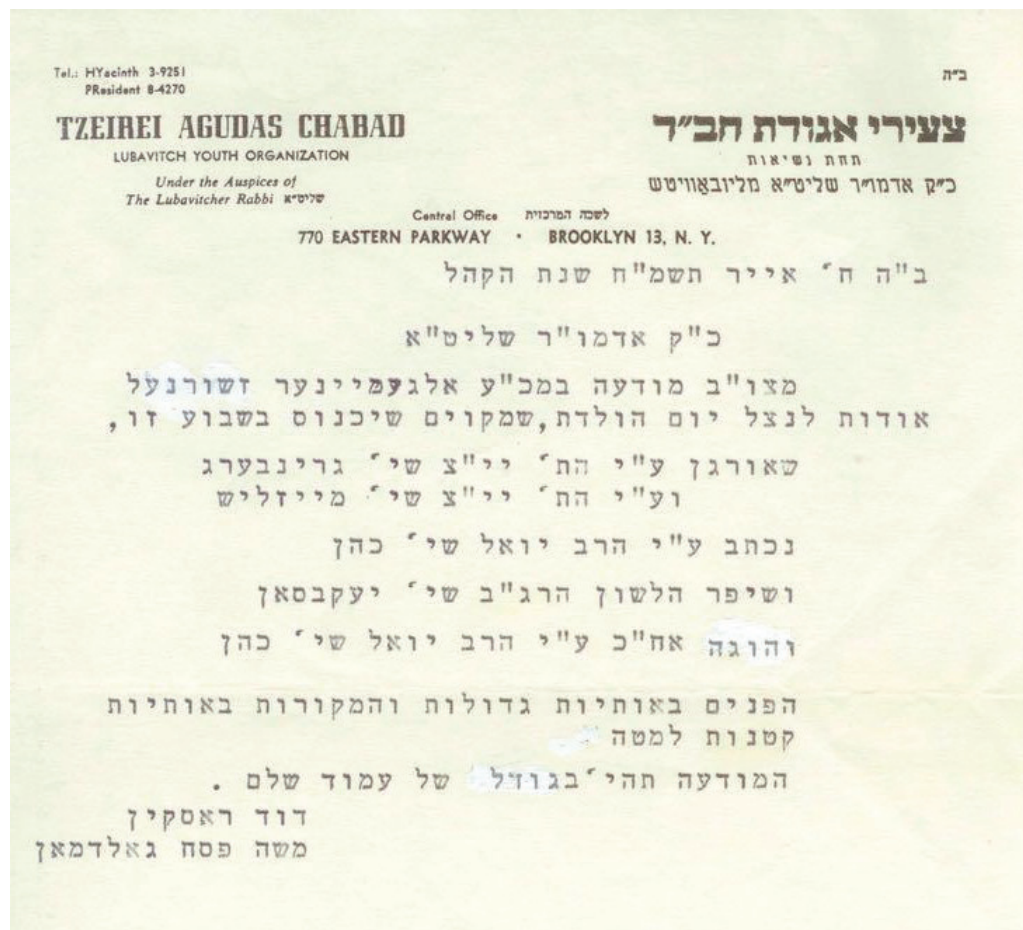 ב"ה
Tel.: HYacinth 3-9251
PResident 8-4270
צעירי אגודת חב"ד
TZEIREI AGUDAS CHABAD
תחת נשיאות
LUBAVITCH YOUTH ORGANIZATION
כ"ק אדמו"ר שליט"א מליובאַוויטש
Under the Auspices of
The Lubavitcher Rabbi שליט"א
Central Office לשכה המרכזית
770 EASTERN PARKWAY · BROOKLYN 13, N. Y.
ב"ה ח' אייר תשמ"ח שנת הקהל
כ"ק אדמו"ר שליט"א
מצו"ב מודעה במכ"ע אלגעמיינער זשורנעל
אודות לנצל יום הולדת,שמקוים שיכנוס בשבוע זו,
שאורגן ע"י הת' יי"צ שי' גרינבערג
וע"י הת' יי"צ שי' מייזליש
נכתב ע"י הרב יואל שי' כהן
ושיפר הלשון הרג"ב שי' יעקבסאן
והוגה אח"כ ע"י הרב יואל שי' כהן
הפנים באותיות גדולות והמקורות באותיות
קטנות למטה
המודעה תהי' בגודל של עמוד שלם .
דוד ראסקין
משה פסח גאלדמאן